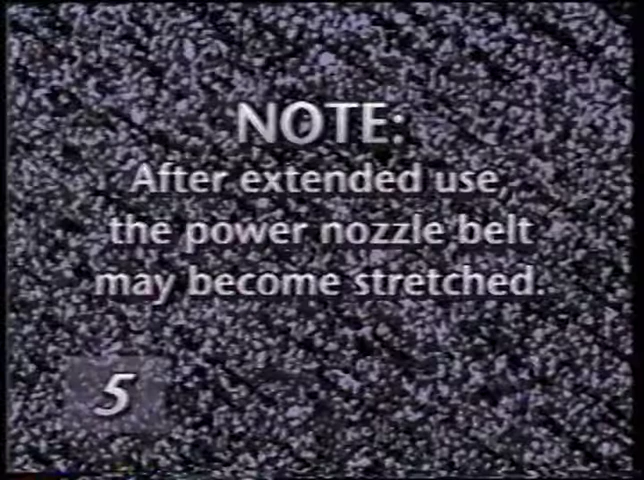 NOTE:
After extended use,
the power nozzle belt
may become stretched.
5